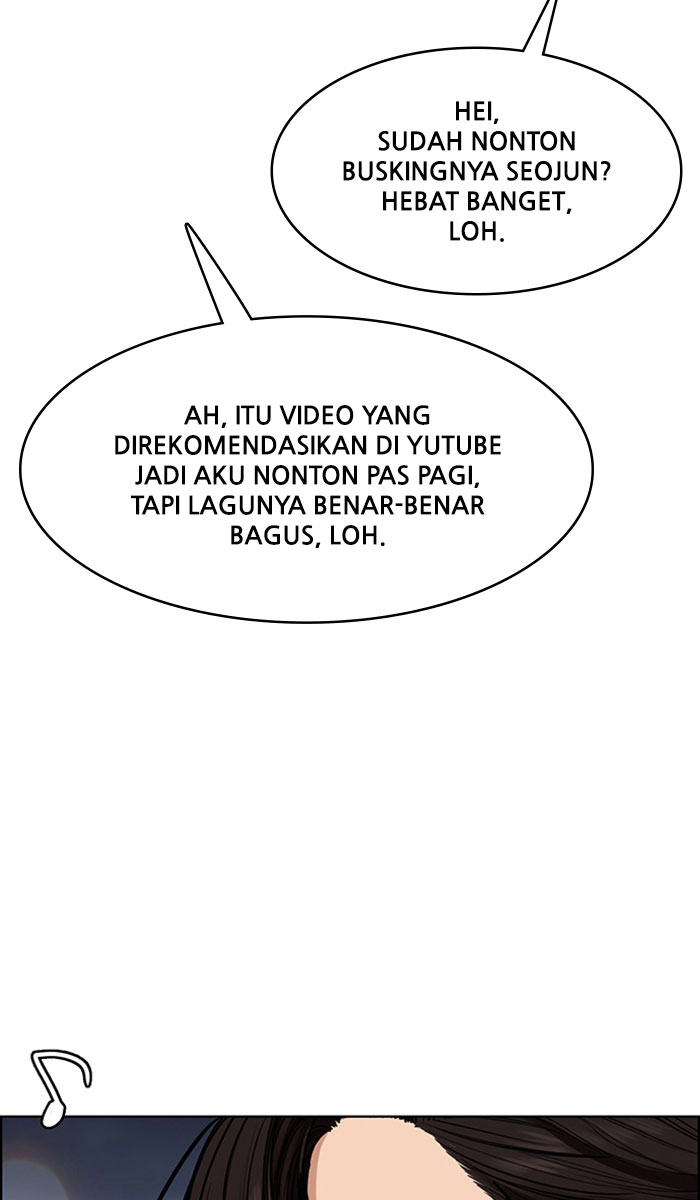 HEI,
SUDAH NONTON
BUSKINGNYA SEOJUN?
HEBAT BANGET,
LOH.
AH, ITU VIDEO YANG
DIREKOMENDASIKAN DI YUTUBE
JADI AKU NONTON PAS PAGI,
TAPI LAGUNYA BENAR-BENAR
BAGUS, LOH.